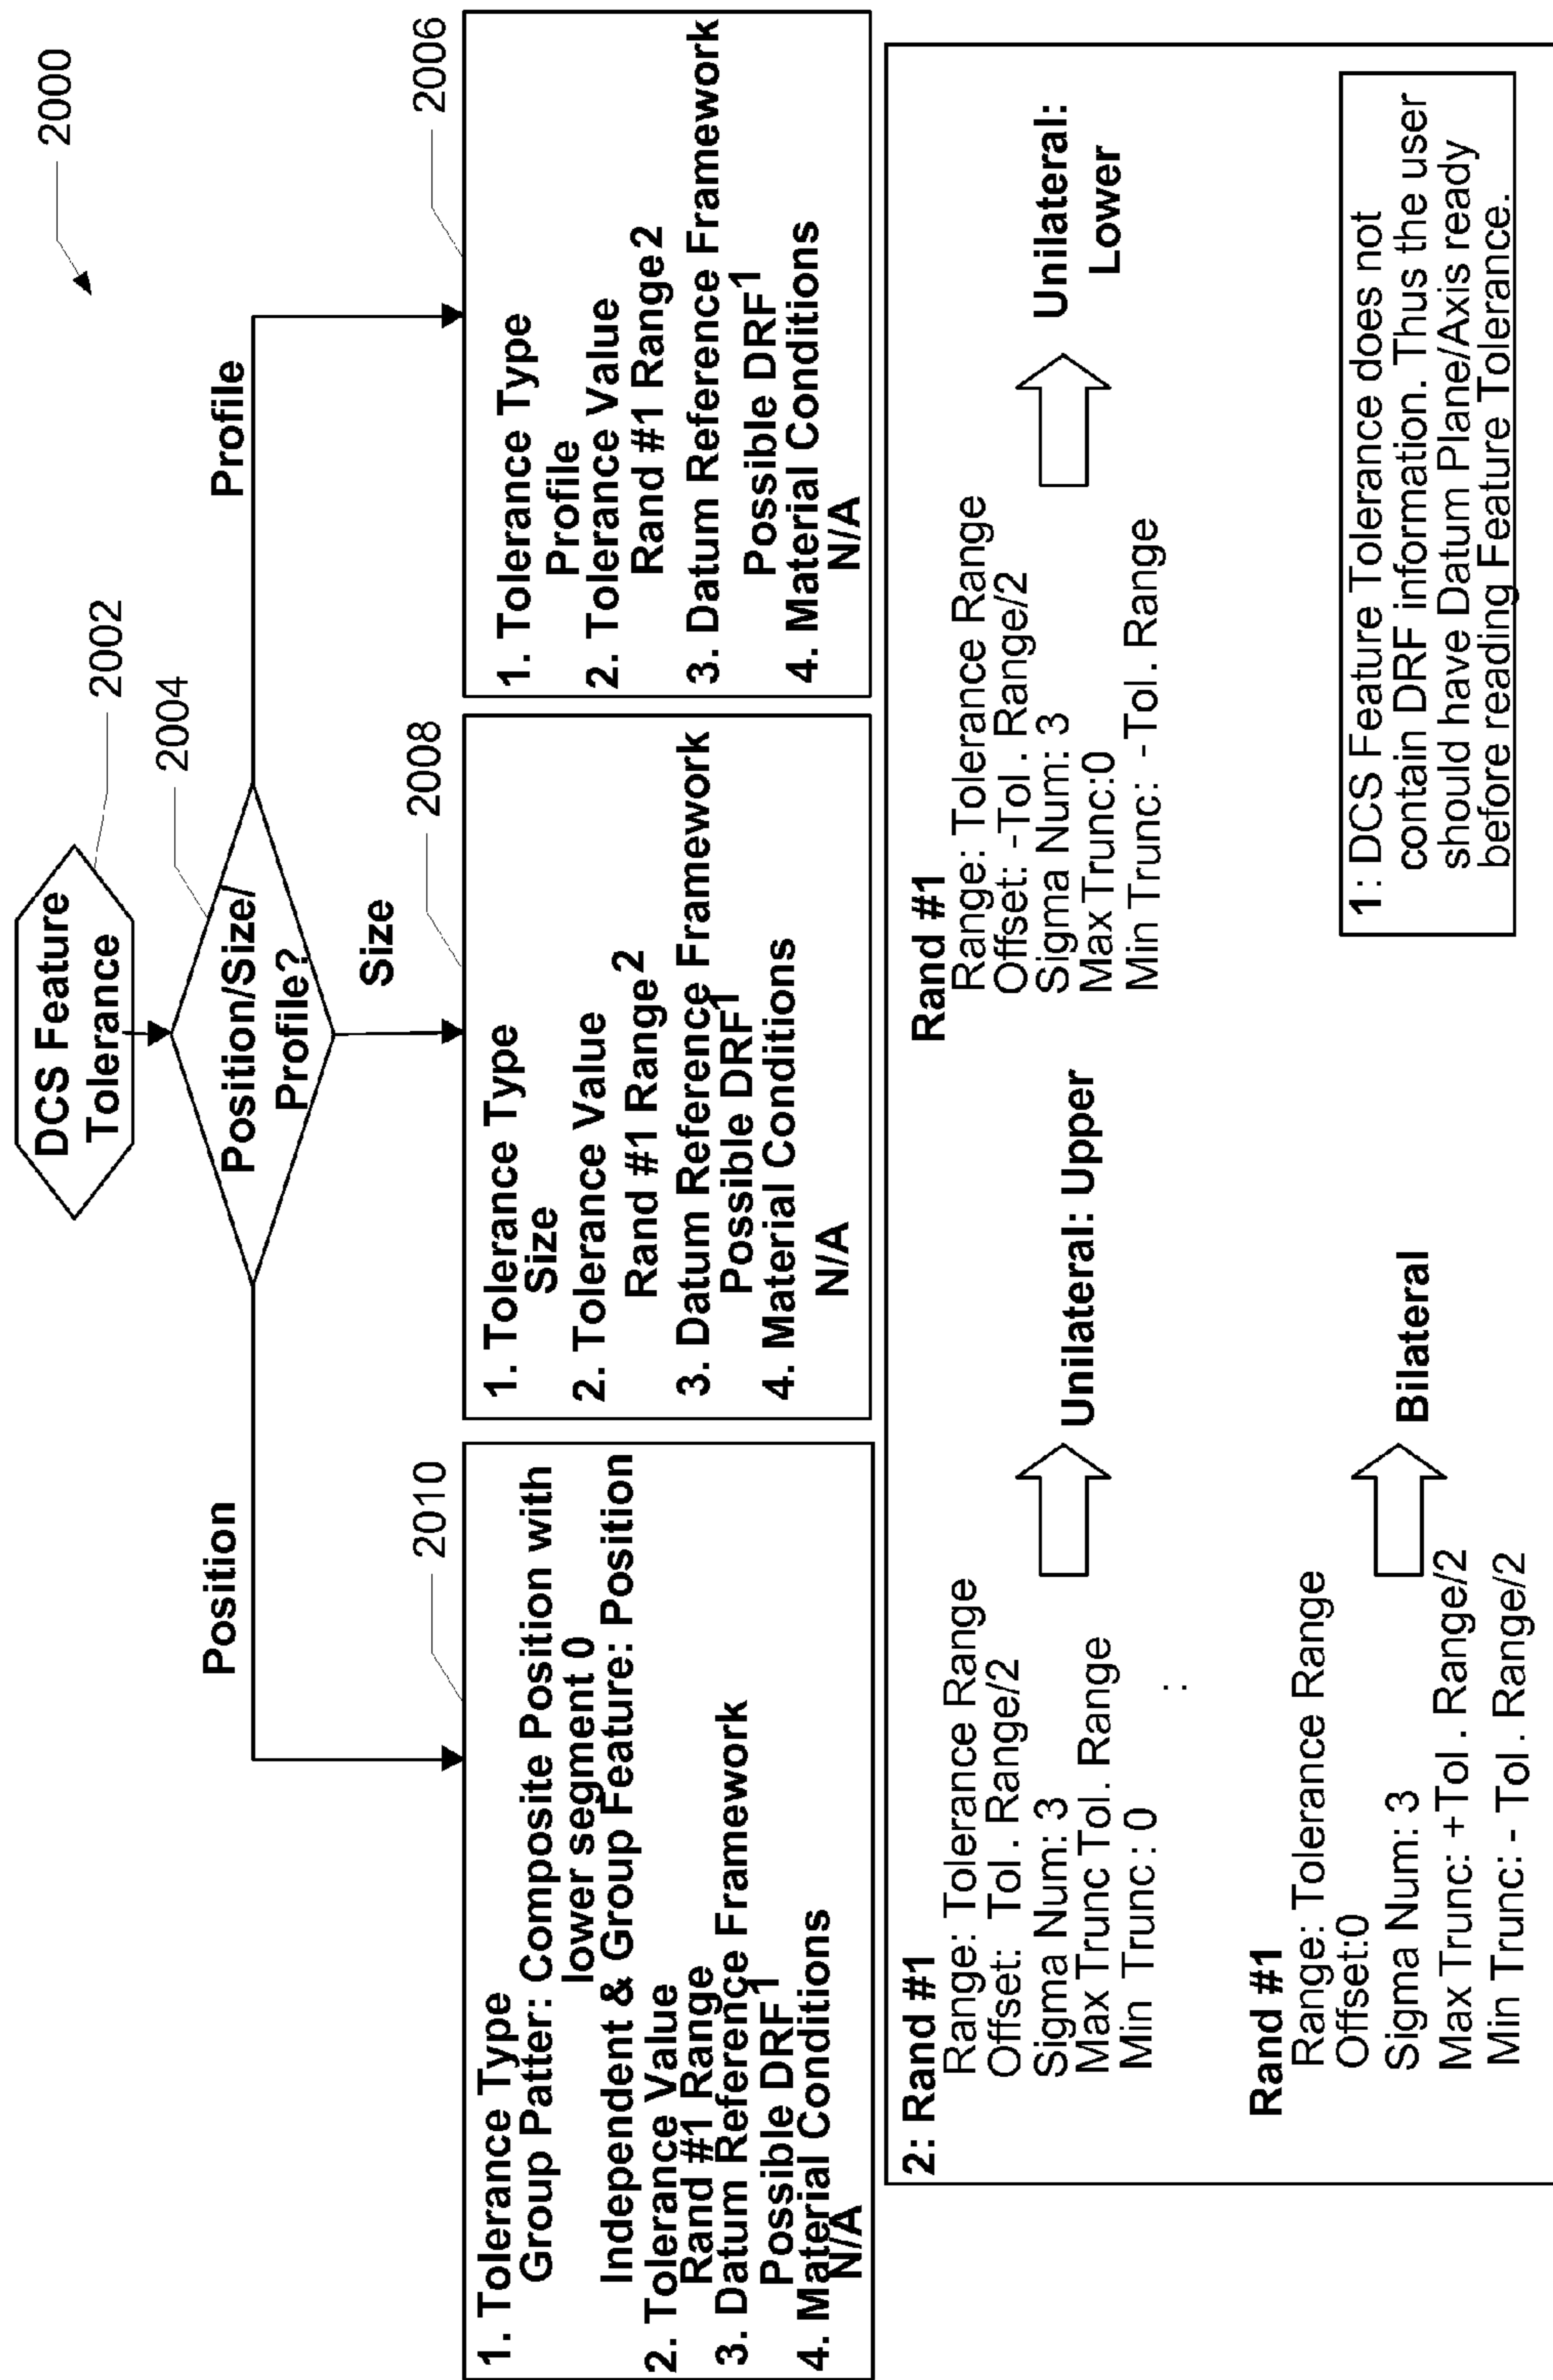 2000
DCS Feature
Tolerance
2002
Position/Size/
Profile?
2004
Position
Size
Profile
2010
1. Tolerance Type
Group Patter: Composite Position with
lower segment 0
Independent & Group Feature: Position
2. Tolerance Value
Rand #1 Range
3. Datum Reference Framework
Possible DRF1
4. Material Conditions
N/A
2008
1. Tolerance Type
Size
2. Tolerance Value
Rand #1 Range2
3. Datum Reference Framework
Possible DRF1
4. Material Conditions
N/A
2006
1. Tolerance Type
Profile
2. Tolerance Value
Rand #1 Range2
3. Datum Reference Framework
Possible DRF1
4. Material Conditions
N/A
2: Rand #1
Range: Tolerance Range
Offset: Tol. Range/2
Sigma Num: 3
Max Trunc Tol. Range
Min Trunc: 0
:
Unilateral: Upper
Rand #1
Range: Tolerance Range
Offset: -Tol. Range/2
Sigma Num: 3
Max Trunc:0
Min Trunc: -Tol. Range
Unilateral:
Lower
Rand #1
Range: Tolerance Range
Offset:0
Sigma Num: 3
Max Trunc: +Tol. Range/2
Min Trunc: - Tol. Range/2
Bilateral
1: DCS Feature Tolerance does not
contain DRF information. Thus the user
should have Datum Plane/Axis ready
before reading Feature Tolerance.